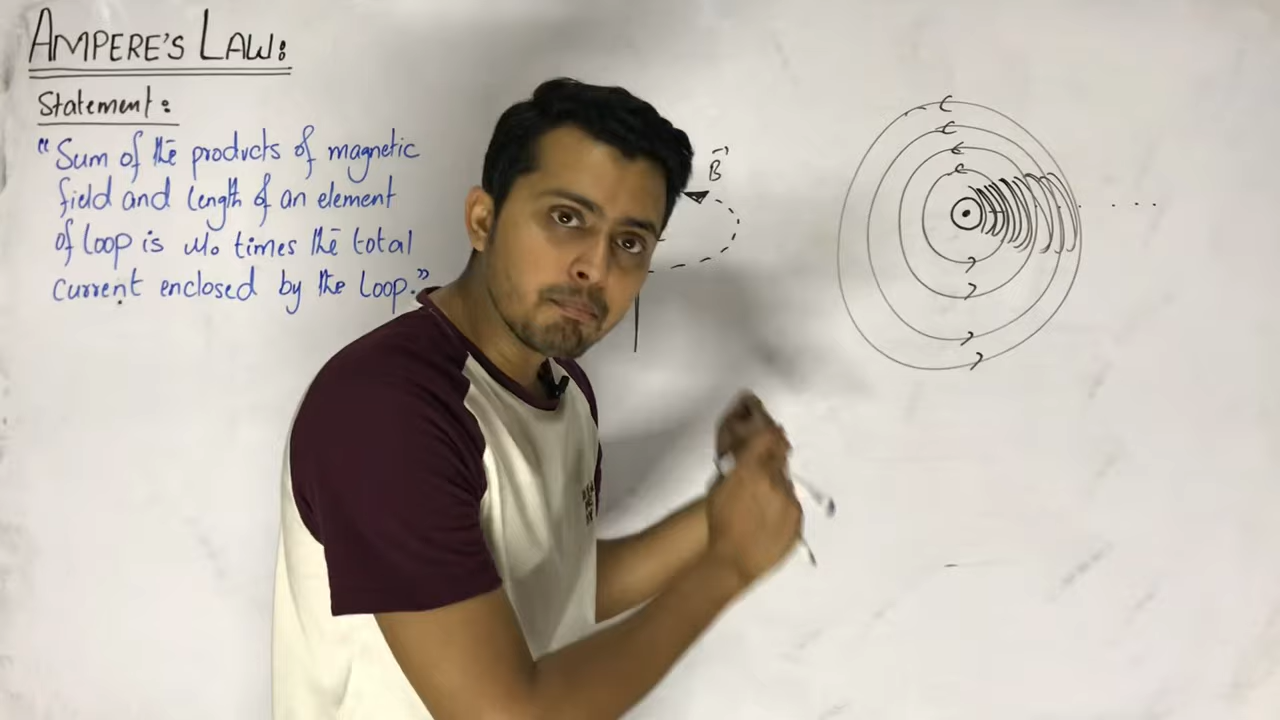 AMPERE'S LAW:
Statement:
"Sum of the products of magnetic
field and length of an element
of loop is μo times the total
current enclosed by the loop."
B